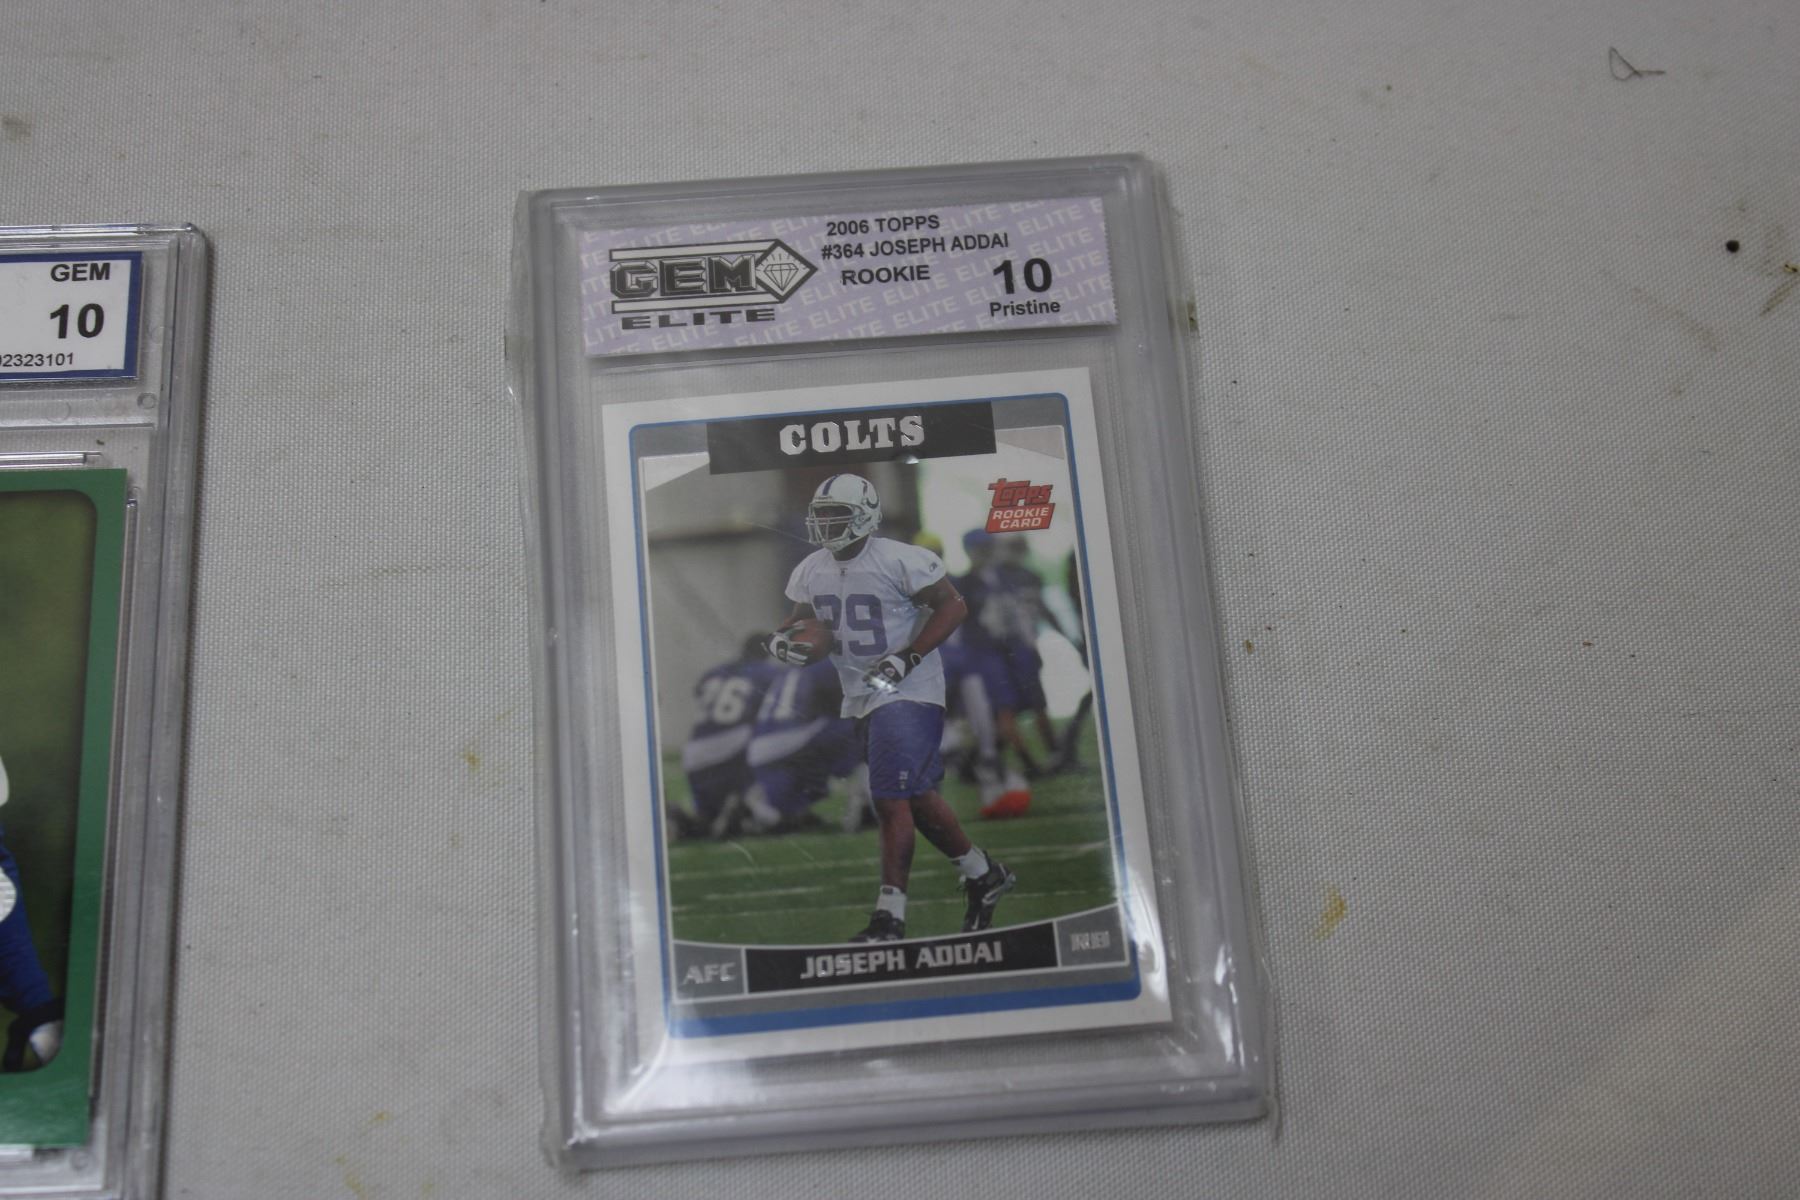 GEM
10
02323101
2006 TOPPS
#364 JOSEPH ADDAI
ROOKIE
GEM
ELITE
10
Pristine
COLTS
Topps
ROOKIE
CARD
29
26
AFC
JOSEPH ADDAI
RB